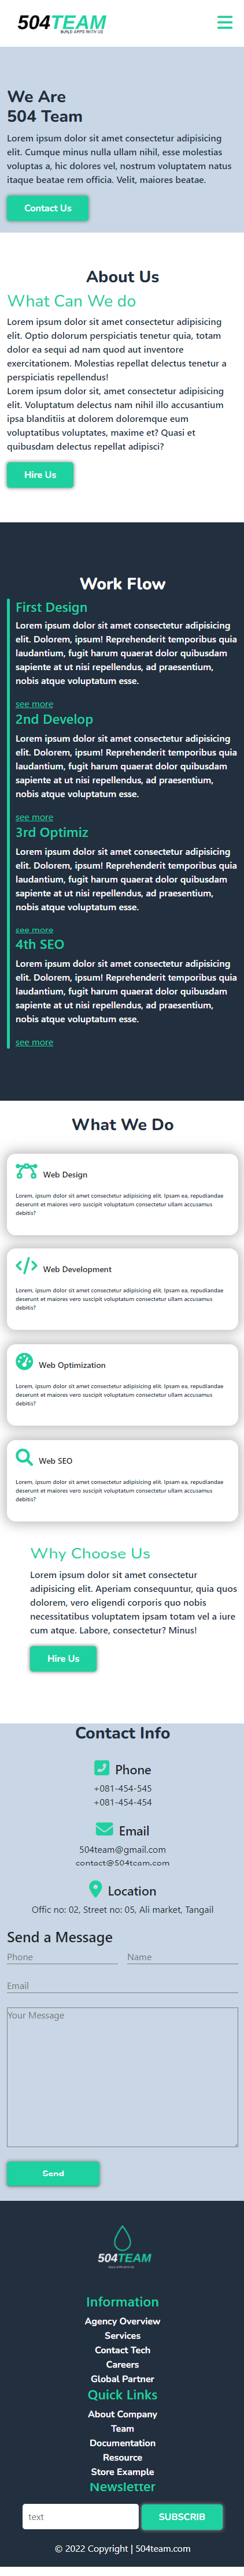 504TEAM
BUILD APPS WITH US
We Are
504 Team
Lorem ipsum dolor sit amet consectetur adipisicing
elit. Cumque minus nulla ullam nihil, esse molestias
voluptas a, hic dolores vel, nostrum voluptatem natus
itaque beatae rem officia. Velit, maiores beatae.
Contact Us
About Us
What Can We do
Lorem ipsum dolor sit amet consectetur adipisicing
elit. Optio dolorum perspiciatis tenetur quia, totam
dolor ea sequi ad nam quod aut inventore
exercitationem. Molestias repellat delectus tenetur a
perspiciatis repellendus!
Lorem ipsum dolor sit, amet consectetur adipisicing
elit. Voluptatum delectus nam nihil illo accusantium
ipsa blanditiis at dolorem doloremque eum
voluptatibus voluptates, maxime et? Quasi et
quibusdam delectus repellat adipisci?
Hire Us
Work Flow
First Design
Lorem ipsum dolor sit amet consectetur adipisicing
elit. Dolorem, ipsum! Reprehenderit temporibus quia
laudantium, fugit harum quaerat dolor quibusdam
sapiente at ut nisi repellendus, ad praesentium,
nobis atque voluptatum esse.
see more
2nd Develop
Lorem ipsum dolor sit amet consectetur adipisicing
elit. Dolorem, ipsum! Reprehenderit temporibus quia
laudantium, fugit harum quaerat dolor quibusdam
sapiente at ut nisi repellendus, ad praesentium,
nobis atque voluptatum esse.
see more
3rd Optimiz
Lorem ipsum dolor sit amet consectetur adipisicing
elit. Dolorem, ipsum! Reprehenderit temporibus quia
laudantium, fugit harum quaerat dolor quibusdam
sapiente at ut nisi repellendus, ad praesentium,
nobis atque voluptatum esse.
see more
4th SEO
Lorem ipsum dolor sit amet consectetur adipisicing
elit. Dolorem, ipsum! Reprehenderit temporibus quia
laudantium, fugit harum quaerat dolor quibusdam
sapiente at ut nisi repellendus, ad praesentium,
nobis atque voluptatum esse.
see more
What We Do
Web Design
Lorem, ipsum dolor sit amet consectetur adipisicing elit. Ipsam ea, repudiandae
deserunt et maiores vero suscipit voluptatum consectetur ullam accusamus
debitis?
Web Development
Lorem, ipsum dolor sit amet consectetur adipisicing elit. Ipsam ea, repudiandae
deserunt et maiores vero suscipit voluptatum consectetur ullam accusamus
debitis?
Web Optimization
Lorem, ipsum dolor sit amet consectetur adipisicing elit. Ipsam ea, repudiandae
deserunt et maiores vero suscipit voluptatum consectetur ullam accusamus
debitis?
Web SEO
Lorem, ipsum dolor sit amet consectetur adipisicing elit. Ipsam ea, repudiandae
deserunt et maiores vero suscipit voluptatum consectetur ullam accusamus
debitis?
Why Choose Us
Lorem ipsum dolor sit amet consectetur
adipisicing elit. Aperiam consequuntur, quia quos
dolorem, vero eligendi corporis quo nobis
necessitatibus voluptatem ipsam totam vel a iure
cum atque. Labore, consectetur? Minus!
Hire Us
Contact Info
Phone
+081-454-545
+081-454-454
Email
504team@gmail.com
contact@504team.com
Location
Offic no: 02, Street no: 05, Ali market, Tangail
Send a Message
Phone Name
Email
Your Message
Send
504TEAM
Information
Agency Overview
Services
Contact Tech
Careers
Global Partner
Quick Links
About Company
Team
Documentation
Resource
Store Example
Newsletter
text SUBSCRIB
© 2022 Copyright | 504team.com